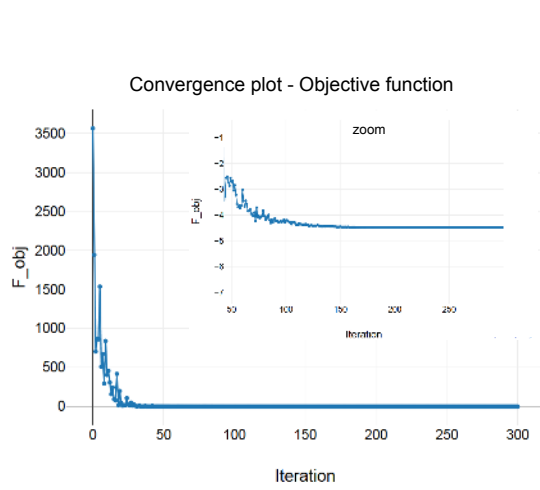 Convergence plot - Objective function
zoom
3500
3000
2500
2000
1500
1000
500
0
F_obj
-1
-2
-3
-4
-5
-6
-7
F_obj
50 100 150 200 250
Iteration
0 50 100 150 200 250 300
Iteration